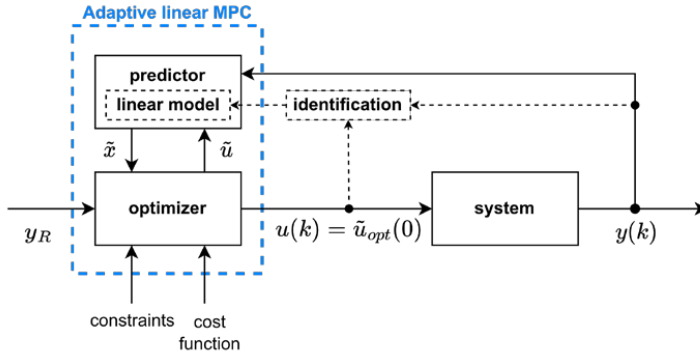 Adaptive linear MPC
predictor
linear model
identification
x̃
ũ
optimizer
system
y_R
u(k) = ũ_opt(0)
y(k)
constraints
cost
function